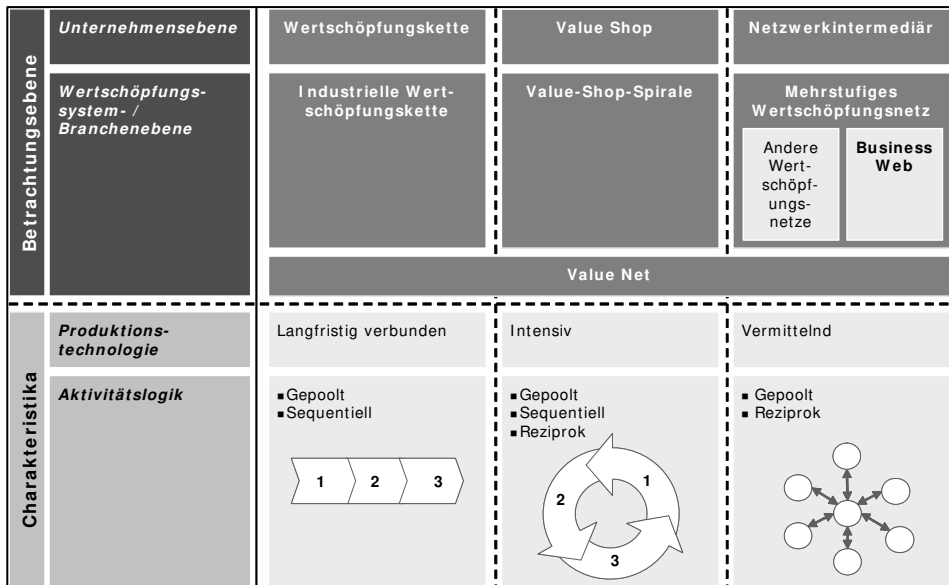 Betrachtungsebene
Unternehmensebene
Wertschöpfungskette
Value Shop
Netzwerkintermediär
Wertschöpfungs-
system- /
Branchenebene
Industrielle Wert-
schöpfungskette
Value-Shop-Spirale
Mehrstufiges
Wertschöpfungsnetz
Andere
Wert-
schöpf-
ungs-
netze
Business
Web
Value Net
Charakteristika
Produktions-
technologie
Langfristig verbunden
Intensiv
Vermittelnd
Aktivitätslogik
▪ Gepoolt
▪ Sequentiell
1 2 3
▪ Gepoolt
▪ Sequentiell
▪ Reziprok
1
2
3
▪ Gepoolt
▪ Reziprok